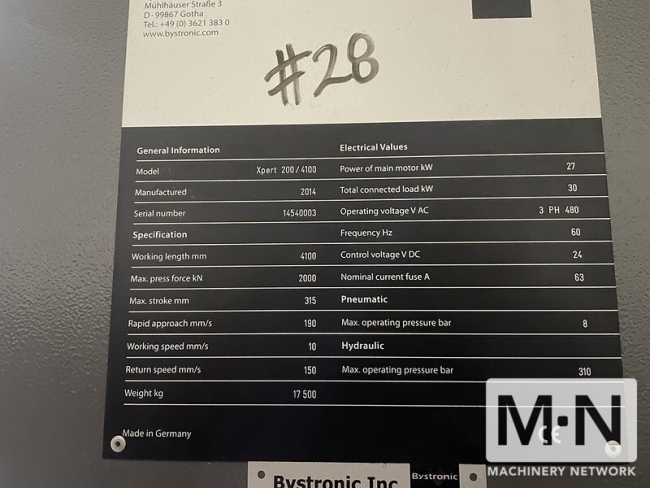 Mühlhäuser Straße 3
D - 99867 Gotha
Tel.: +49 (0) 3621 383 0
www.bystronic.com
#28
General Information
Model Xpert 200/4100
Manufactured 2014
Serial number 14540003
Specification
Working length mm 4100
Max. press force kN 2000
Max. stroke mm 315
Rapid approach mm/s 190
Working speed mm/s 10
Return speed mm/s 150
Weight kg 17 500
Electrical Values
Power of main motor kW 27
Total connected load kW 30
Operating voltage V AC 3 PH 480
Frequency Hz 60
Control voltage V DC 24
Nominal current fuse A 63
Pneumatic
Max. operating pressure bar 8
Hydraulic
Max. operating pressure bar 310
Made in Germany
CE
M·N
MACHINERY NETWORK
Bystronic Inc
Bystronic